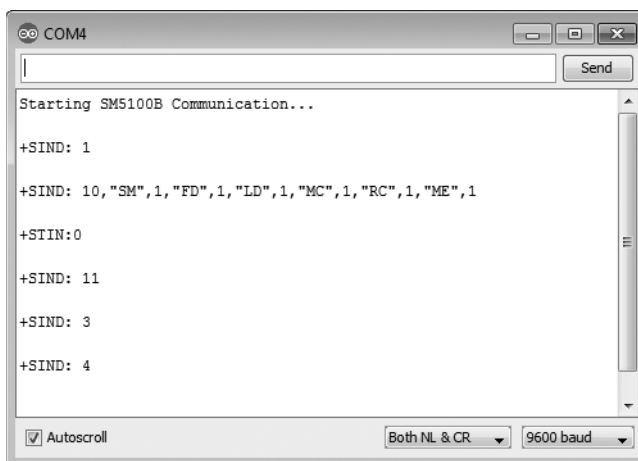 COM4
Send
Starting SM5100B Communication...
+SIND: 1
+SIND: 10,"SM",1,"FD",1,"LD",1,"MC",1,"RC",1,"ME",1
+STIN:0
+SIND: 11
+SIND: 3
+SIND: 4
Autoscroll
Both NL & CR
9600 baud